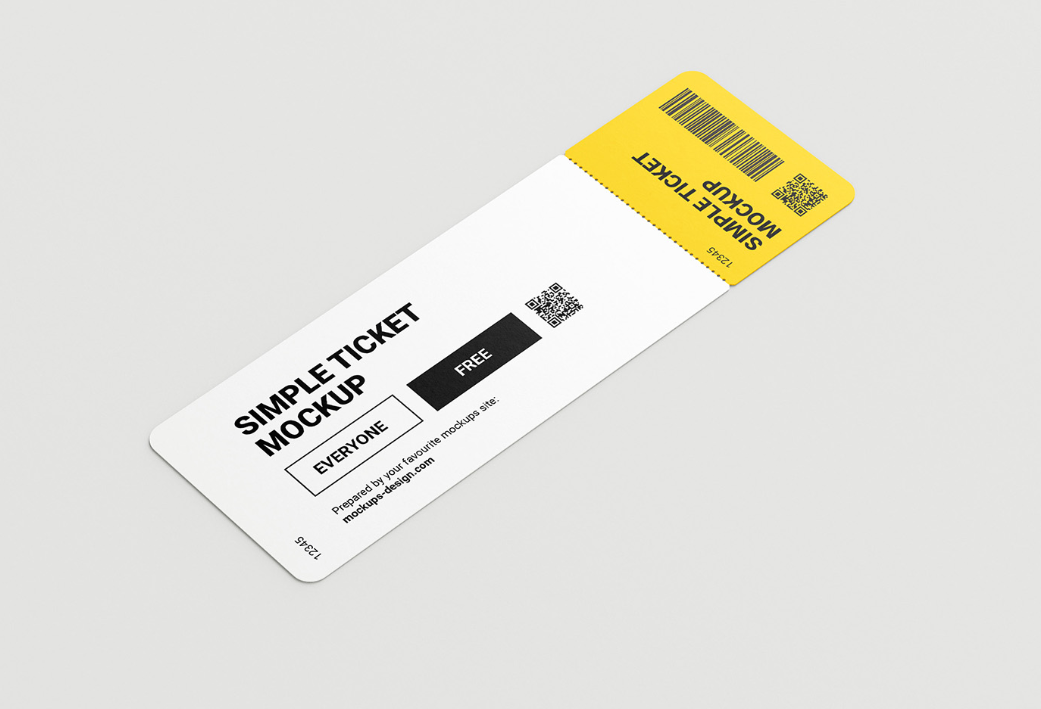 SIMPLE TICKET
MOCKUP
EVERYONE
FREE
Prepared by your favourite mockups site:
mockups-design.com
12345
SIMPLE TICKET
MOCKUP
12345